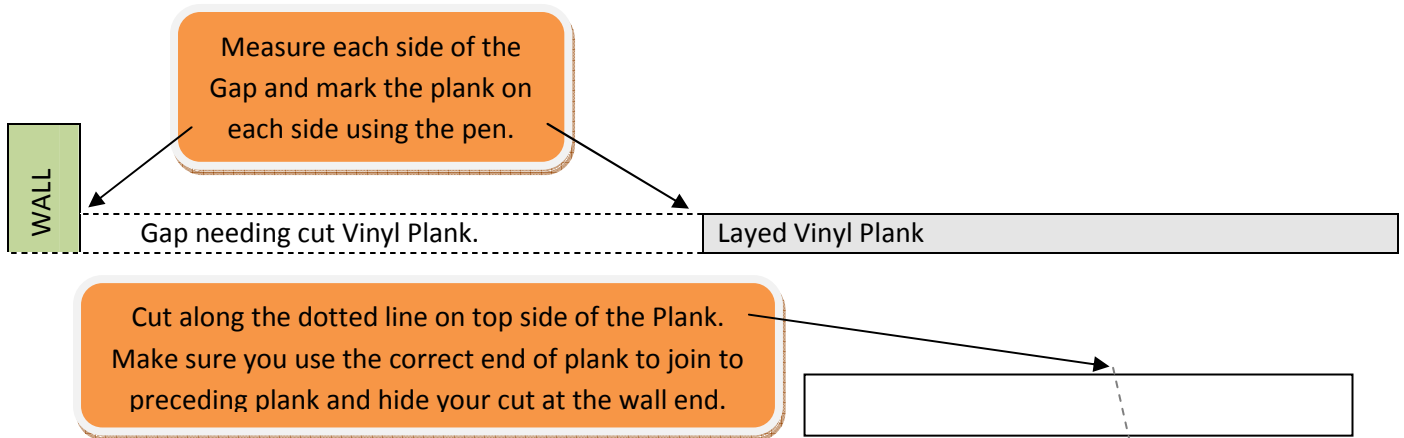 Measure each side of the
Gap and mark the plank on
each side using the pen.
WALL
Gap needing cut Vinyl Plank.
Layed Vinyl Plank
Cut along the dotted line on top side of the Plank.
Make sure you use the correct end of plank to join to
preceding plank and hide your cut at the wall end.